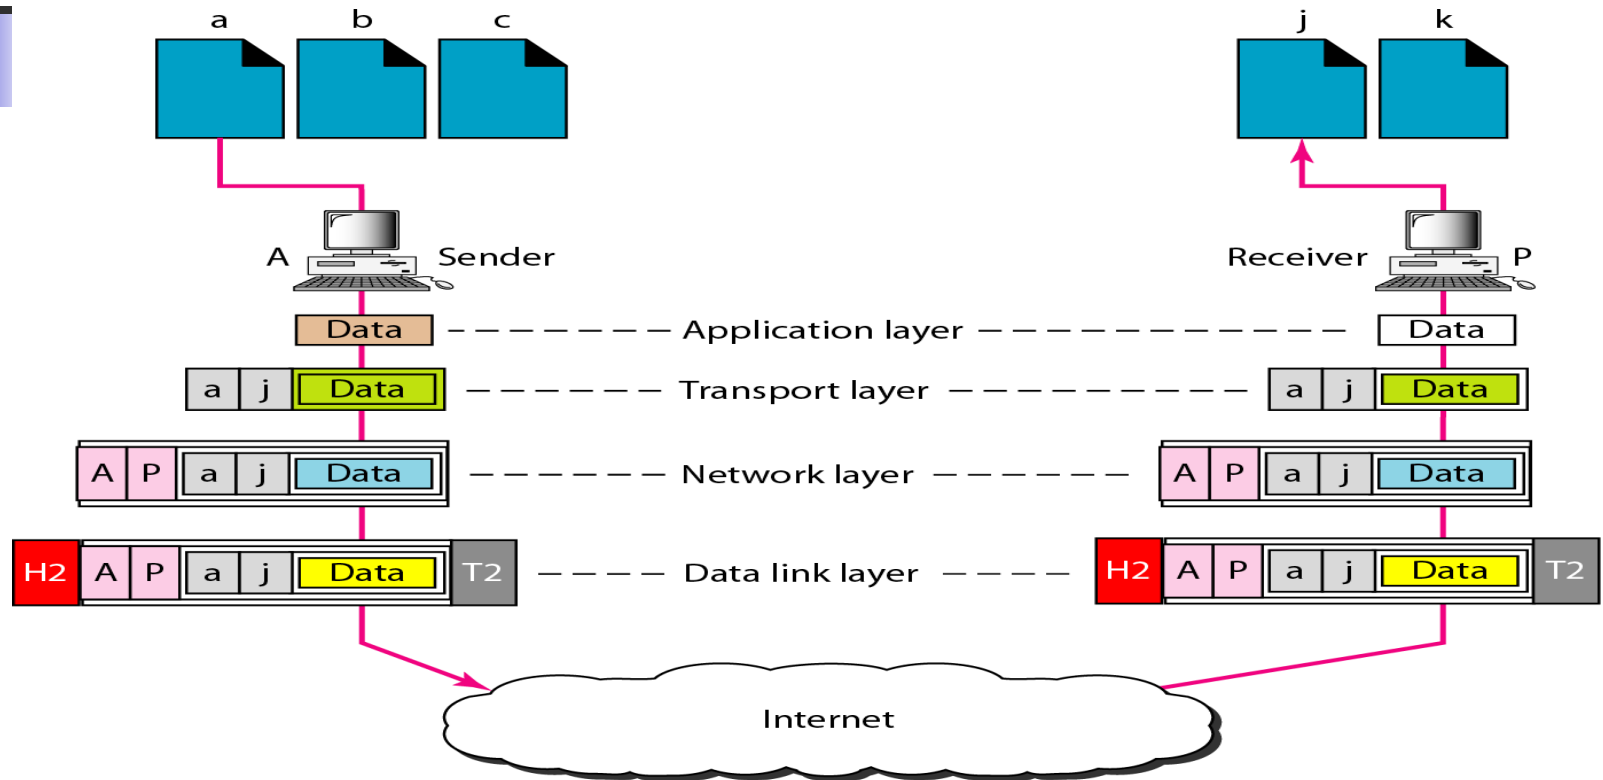 a b c j k
A Sender Receiver P
Data Application layer Data
a j Data Transport layer a j Data
A P a j Data Network layer A P a j Data
H2 A P a j Data T2 Data link layer H2 A P a j Data T2
Internet